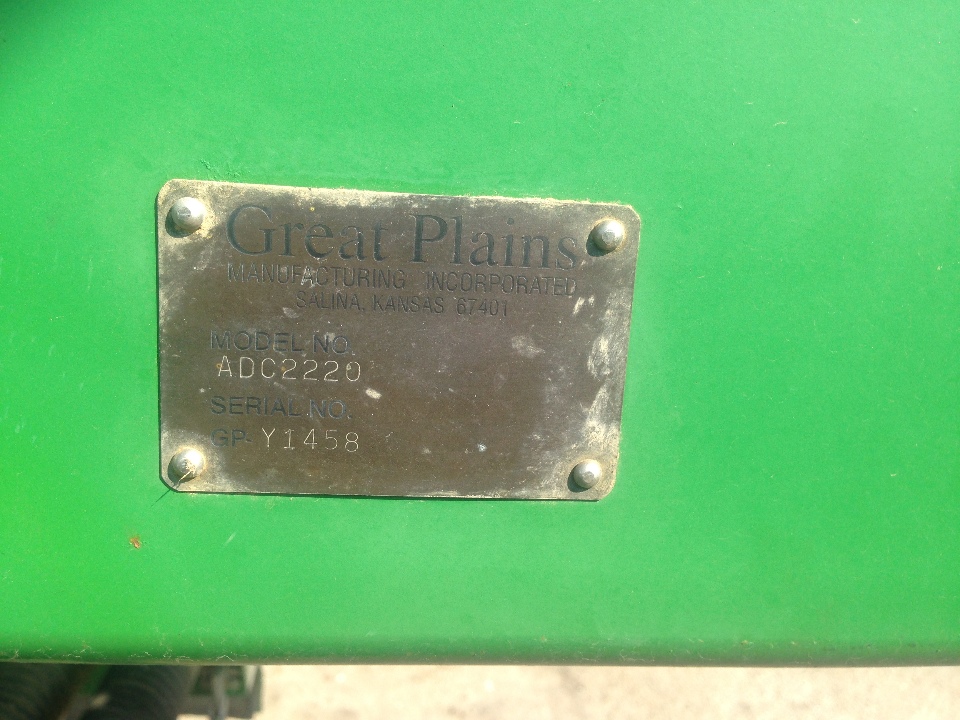 Great Plains
MANUFACTURING INCORPORATED
SALINA, KANSAS 67401
MODEL NO.
ADC2220
SERIAL NO.
GP- Y1458